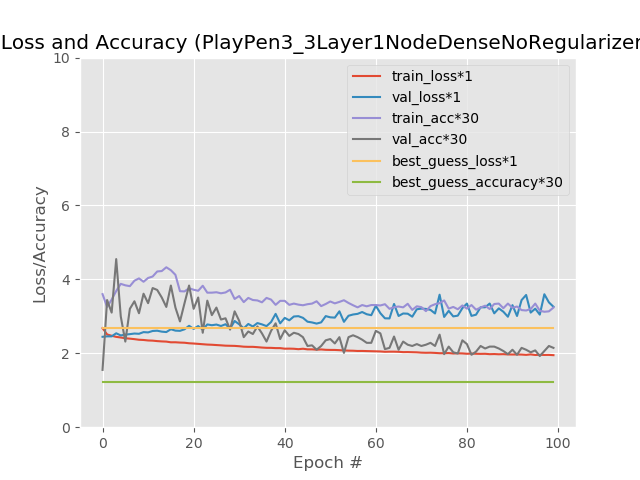 Loss and Accuracy (PlayPen3_3Layer1NodeDenseNoRegularizer
train_loss*1
val_loss*1
train_acc*30
val_acc*30
best_guess_loss*1
best_guess_accuracy*30
Loss/Accuracy
10
8
6
4
2
0
0 20 40 60 80 100
Epoch #